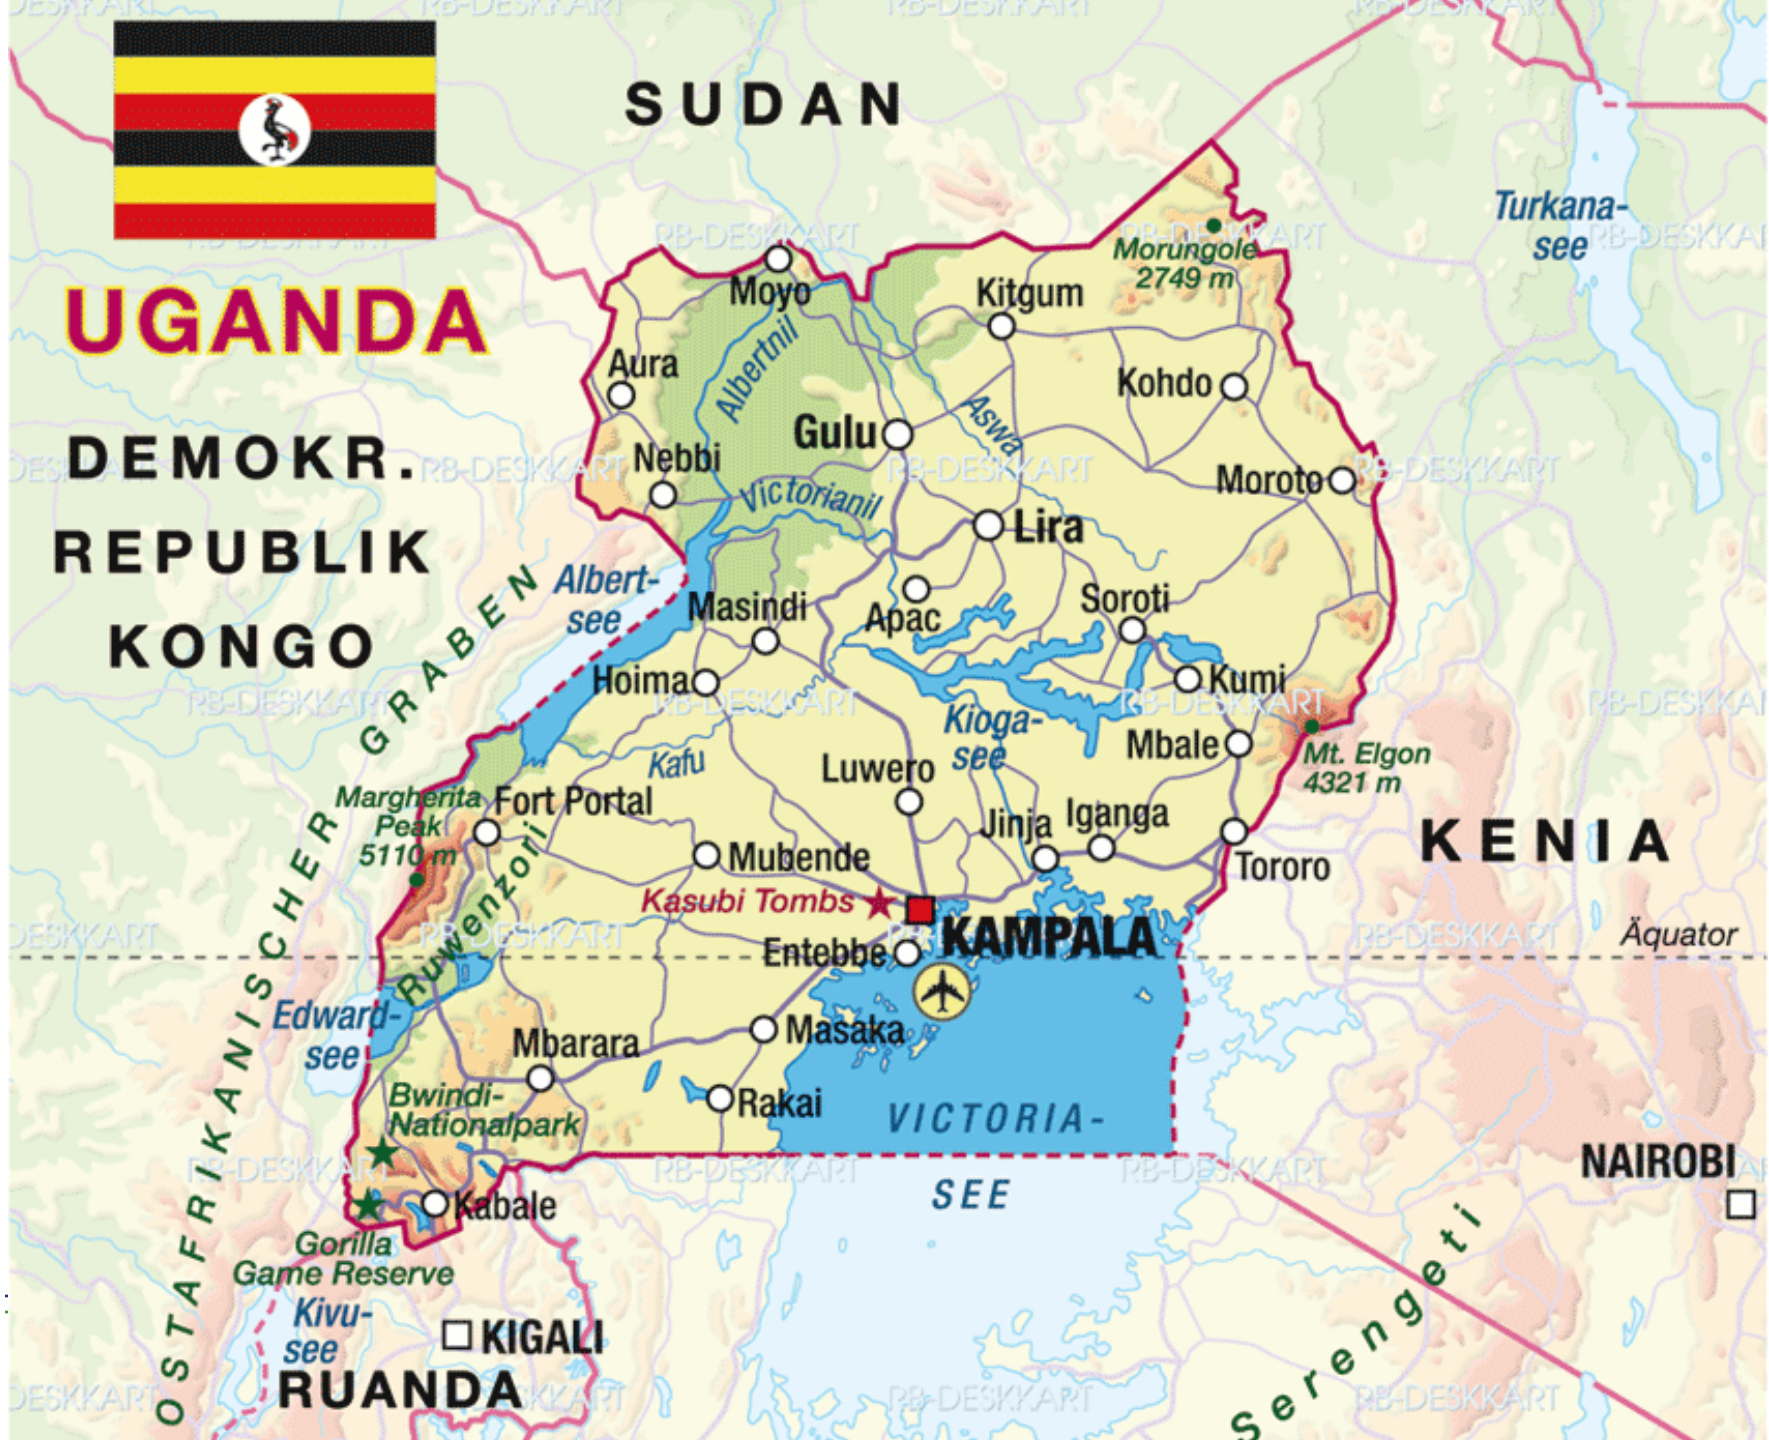 SUDAN
Turkana-
see
Morungole
2749 m
UGANDA
Moyo
Kitgum
Aura
Albertnil
Kohdo
Aswa
Gulu
DEMOKR.
REPUBLIK
KONGO
Nebbi
Moroto
Victorianil
Lira
Albert-
see
Masindi
Apac
Soroti
Hoima
Kumi
Kioga-
see
Mbale
Mt. Elgon
4321 m
Kafu
Luwero
Margherita
Peak
5110 m
Fort Portal
Jinja
Iganga
KENIA
Mubende
Tororo
Ruwenzori
Kasubi Tombs
KAMPALA
Entebbe
Äquator
OSTAFRIKANISCHER GRABEN
Edward-
see
Mbarara
Masaka
Bwindi-
Nationalpark
Rakai
VICTORIA-
SEE
NAIROBI
Kabale
Gorilla
Game Reserve
Kivu-
see
KIGALI
RUANDA
Serengeti
RB-DESKKART